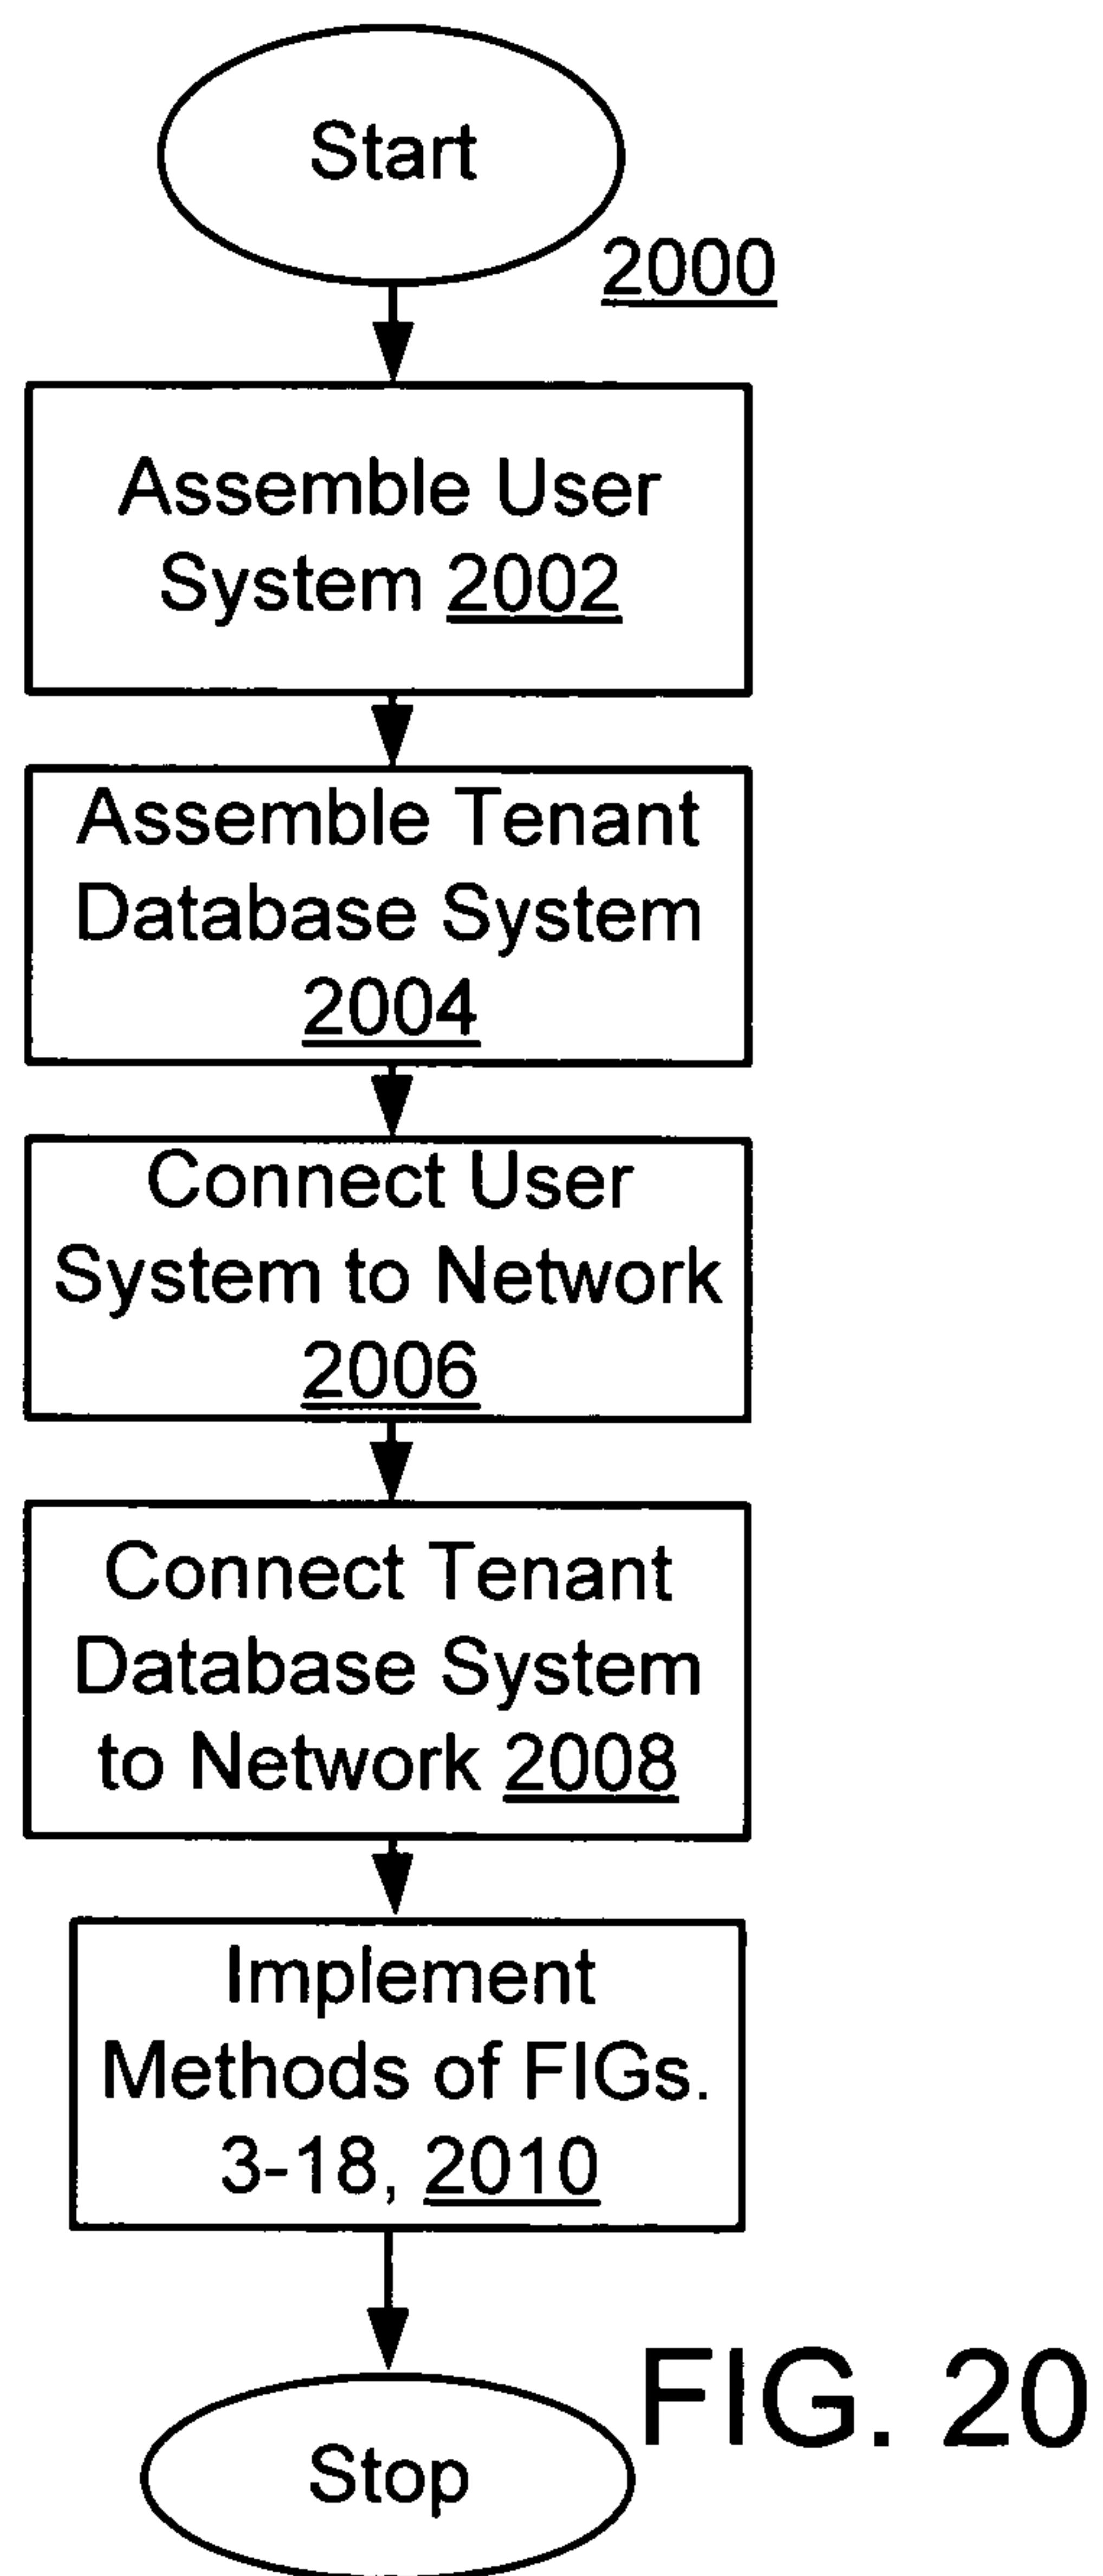 Start
2000
Assemble User
System 2002
Assemble Tenant
Database System
2004
Connect User
System to Network
2006
Connect Tenant
Database System
to Network 2008
Implement
Methods of FIGs.
3-18, 2010
Stop
FIG. 20